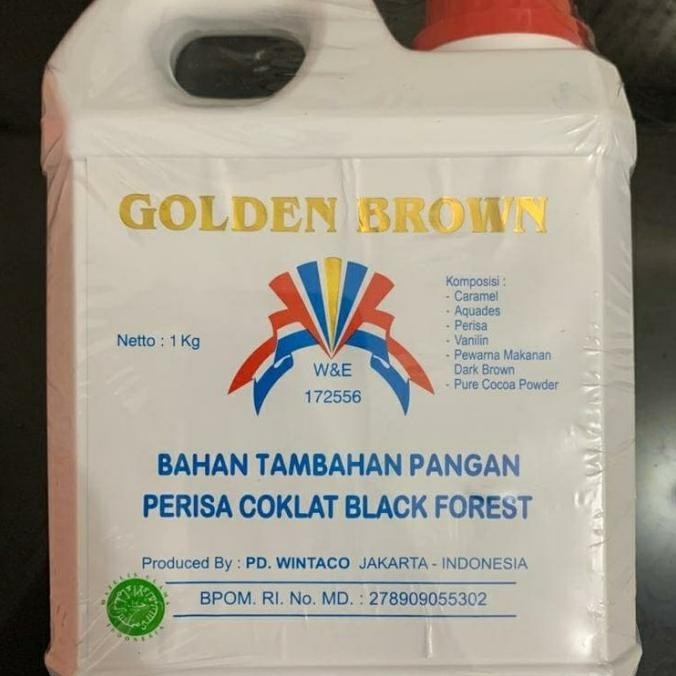 GOLDEN BROWN
Netto : 1 Kg
W&E
172556
Komposisi :
- Caramel
- Aquades
- Perisa
- Vanilin
- Pewarna Makanan
Dark Brown
- Pure Cocoa Powder
BAHAN TAMBAHAN PANGAN
PERISA COKLAT BLACK FOREST
Produced By : PD. WINTACO JAKARTA - INDONESIA
BPOM. RI. No. MD. : 278909055302